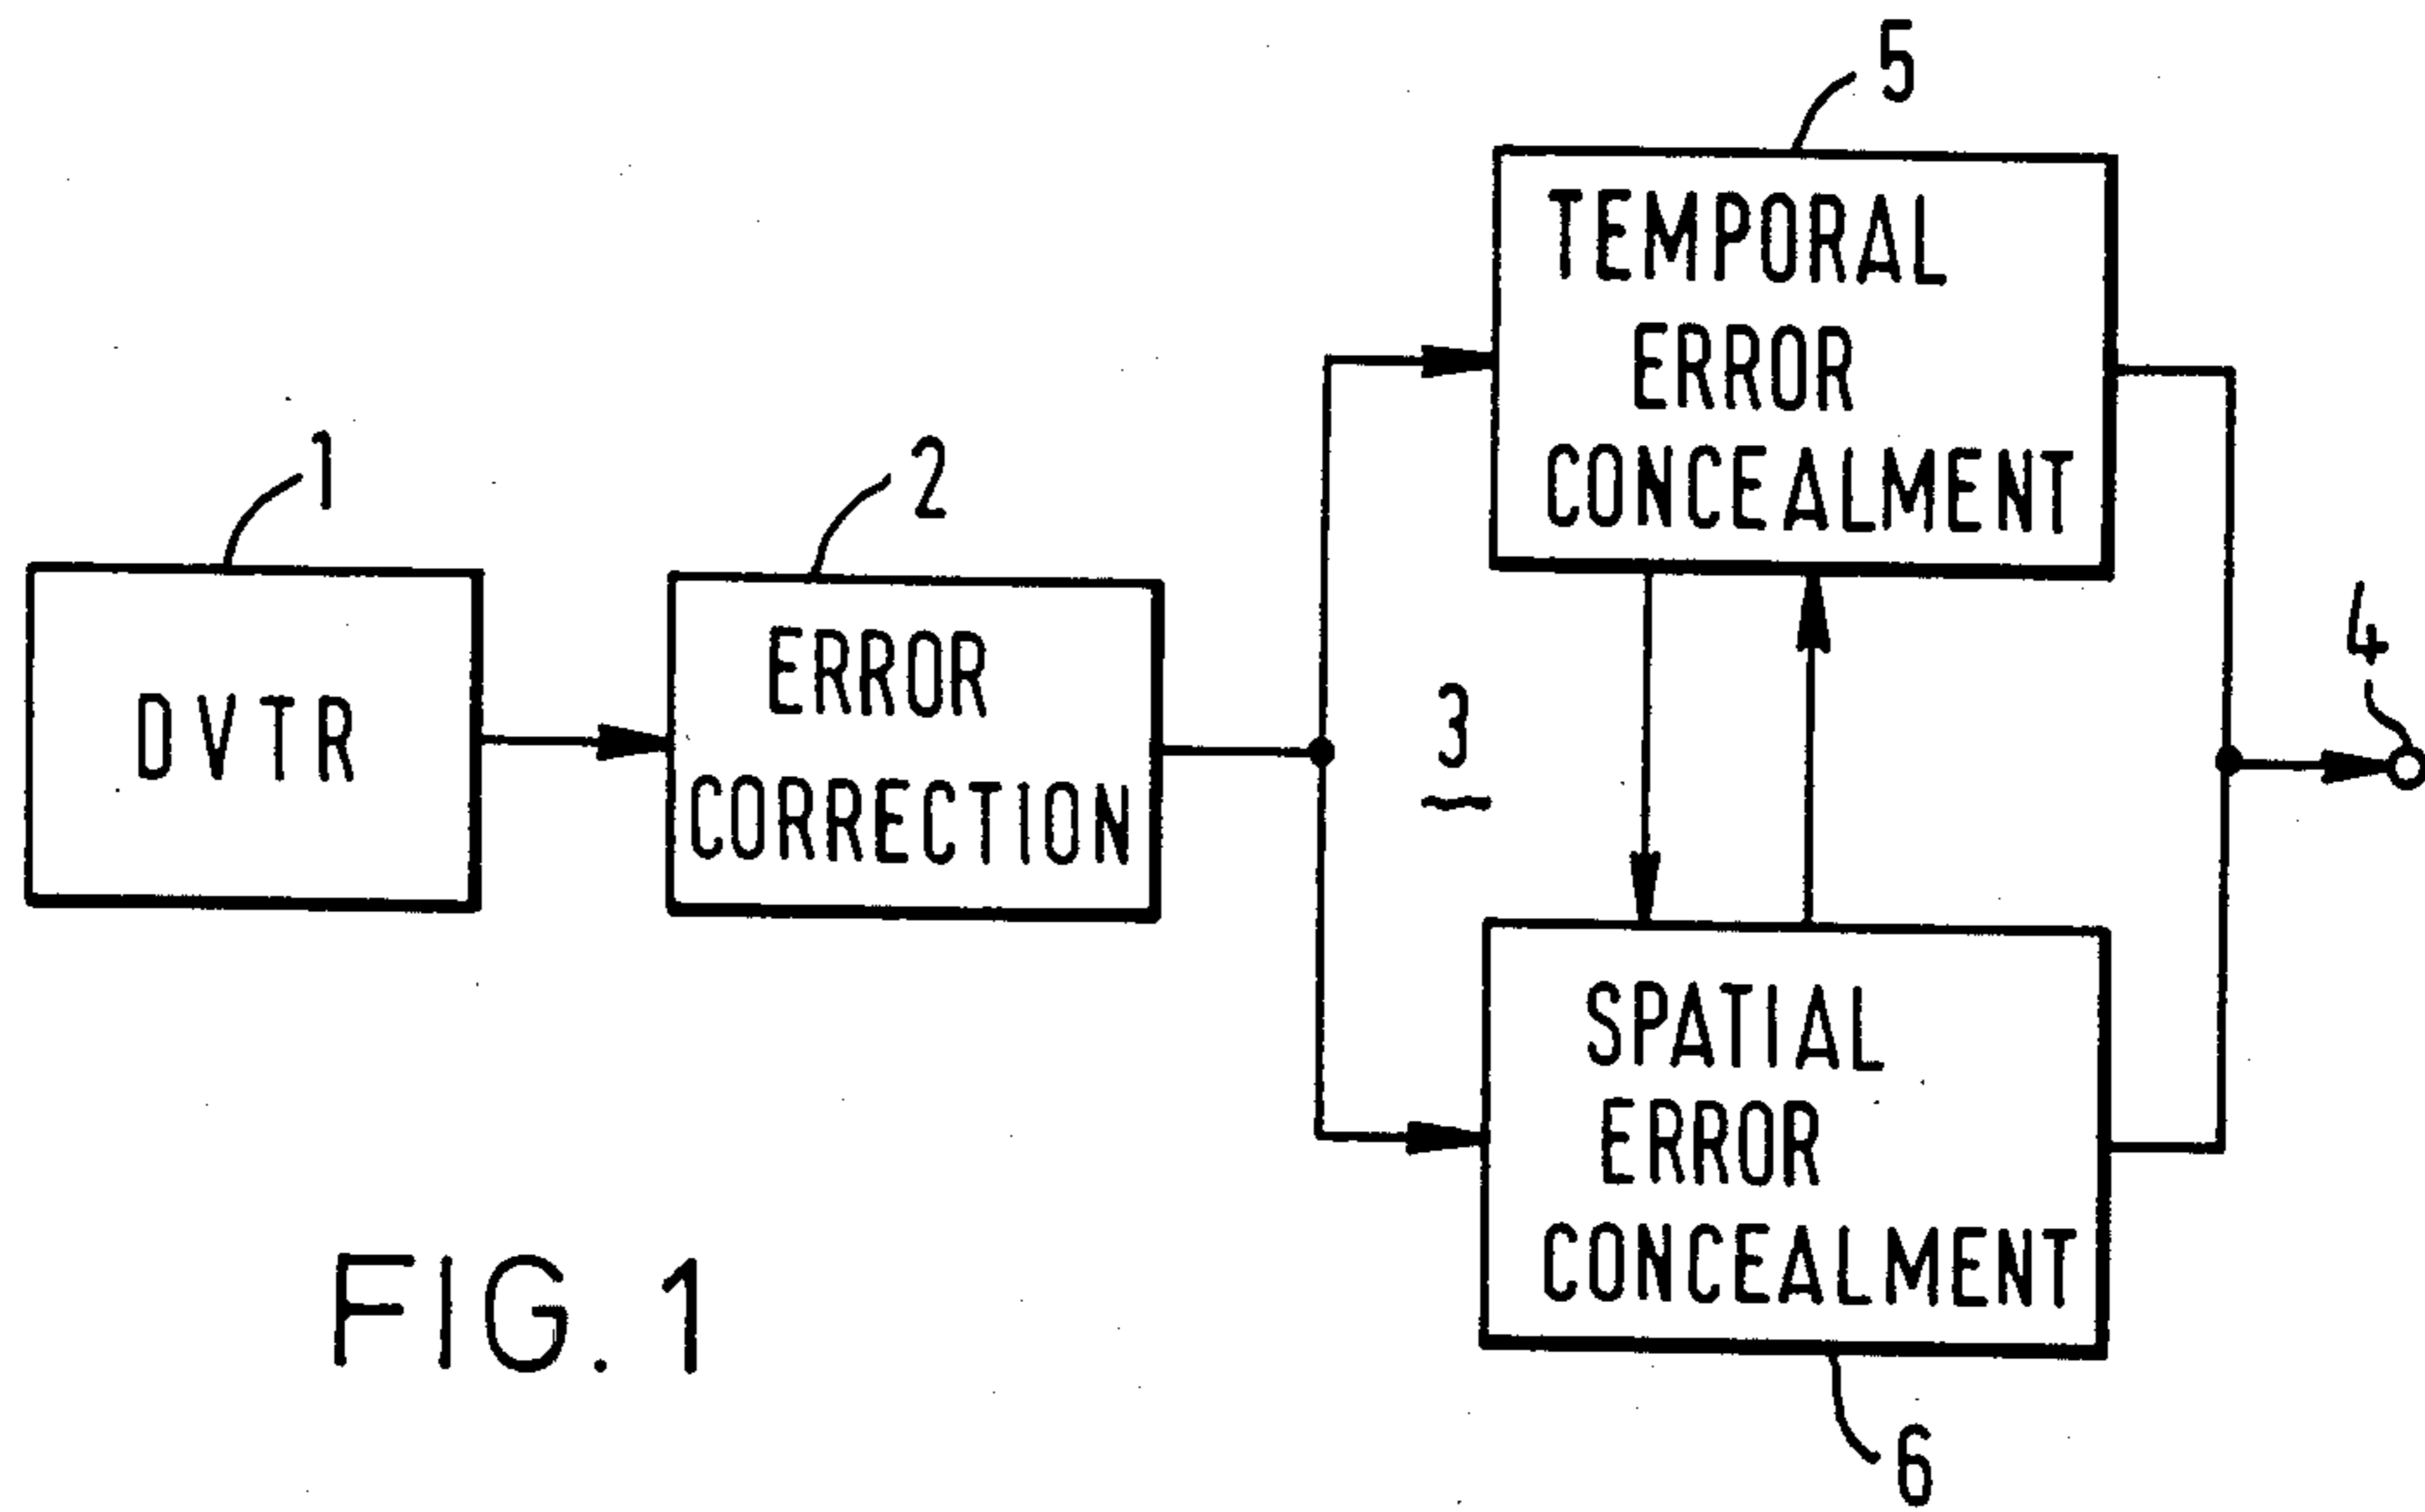 1
DVTR
2
ERROR
CORRECTION
3
5
TEMPORAL
ERROR
CONCEALMENT
4
SPATIAL
ERROR
CONCEALMENT
6
FIG. 1